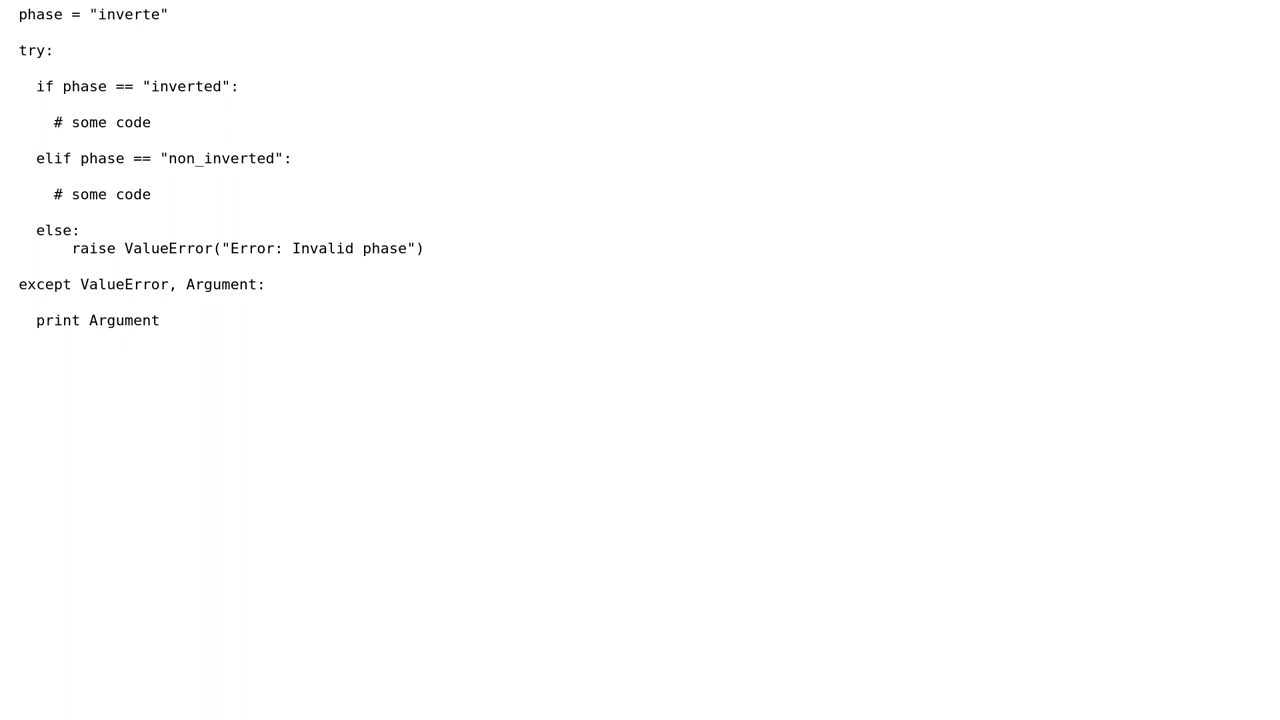 phase = "inverte"
try:
  if phase == "inverted":
    # some code
  elif phase == "non_inverted":
    # some code
  else:
      raise ValueError("Error: Invalid phase")
except ValueError, Argument:
  print Argument